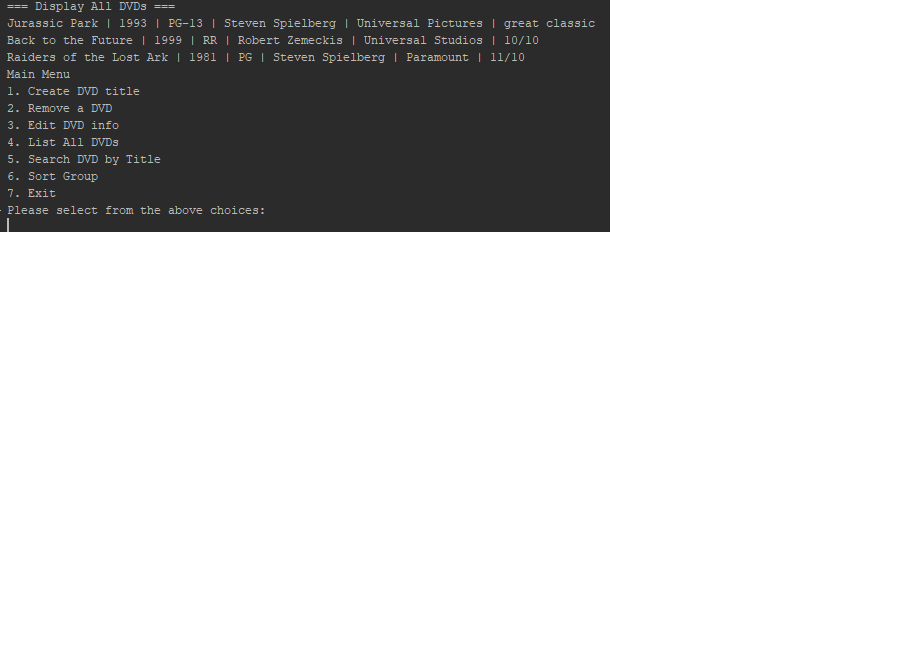 === Display All DVDs ===
Jurassic Park | 1993 | PG-13 | Steven Spielberg | Universal Pictures | great classic
Back to the Future | 1999 | RR | Robert Zemeckis | Universal Studios | 10/10
Raiders of the Lost Ark | 1981 | PG | Steven Spielberg | Paramount | 11/10
Main Menu
1. Create DVD title
2. Remove a DVD
3. Edit DVD info
4. List All DVDs
5. Search DVD by Title
6. Sort Group
7. Exit
Please select from the above choices: